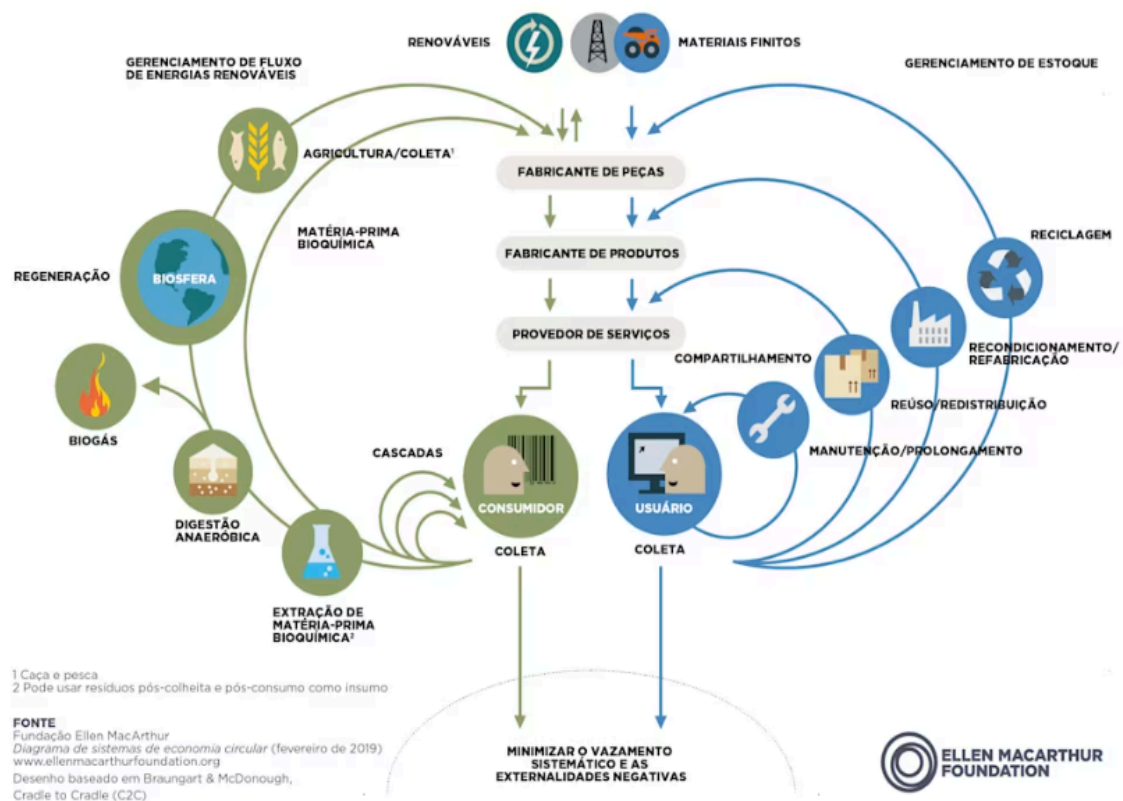 RENOVÁVEIS
MATERIAIS FINITOS
GERENCIAMENTO DE FLUXO
DE ENERGIAS RENOVÁVEIS
GERENCIAMENTO DE ESTOQUE
AGRICULTURA/COLETA¹
FABRICANTE DE PEÇAS
MATÉRIA-PRIMA
BIOQUÍMICA
RECICLAGEM
FABRICANTE DE PRODUTOS
REGENERAÇÃO
BIOSFERA
PROVEDOR DE SERVIÇOS
COMPARTILHAMENTO
RECONDICIONAMENTO/
REFABRICAÇÃO
REÚSO/REDISTRIBUIÇÃO
BIOGÁS
CASCADAS
MANUTENÇÃO/PROLONGAMENTO
CONSUMIDOR
USUÁRIO
DIGESTÃO
ANAERÓBICA
COLETA
COLETA
EXTRAÇÃO DE
MATÉRIA-PRIMA
BIOQUÍMICA²
1 Caça e pesca
2 Pode usar resíduos pós-colheita e pós-consumo como insumo
FONTE
Fundação Ellen MacArthur
Diagrama de sistemas de economia circular (fevereiro de 2019)
www.ellenmacarthurfoundation.org
Desenho baseado em Braungart & McDonough,
Cradle to Cradle (C2C)
MINIMIZAR O VAZAMENTO
SISTEMÁTICO E AS
EXTERNALIDADES NEGATIVAS
ELLEN MACARTHUR
FOUNDATION